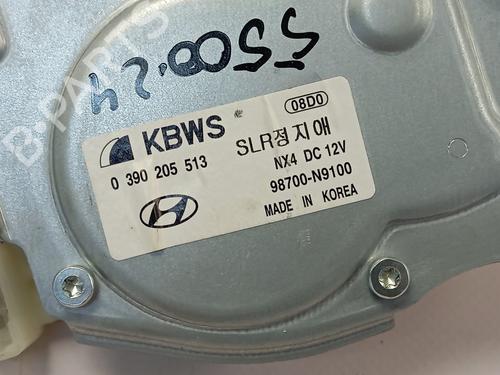 5500.24
B-PARTS
08D0
KBWS
SLR정지애
0 390 205 513
NX4 DC 12V
98700-N9100
MADE IN KOREA